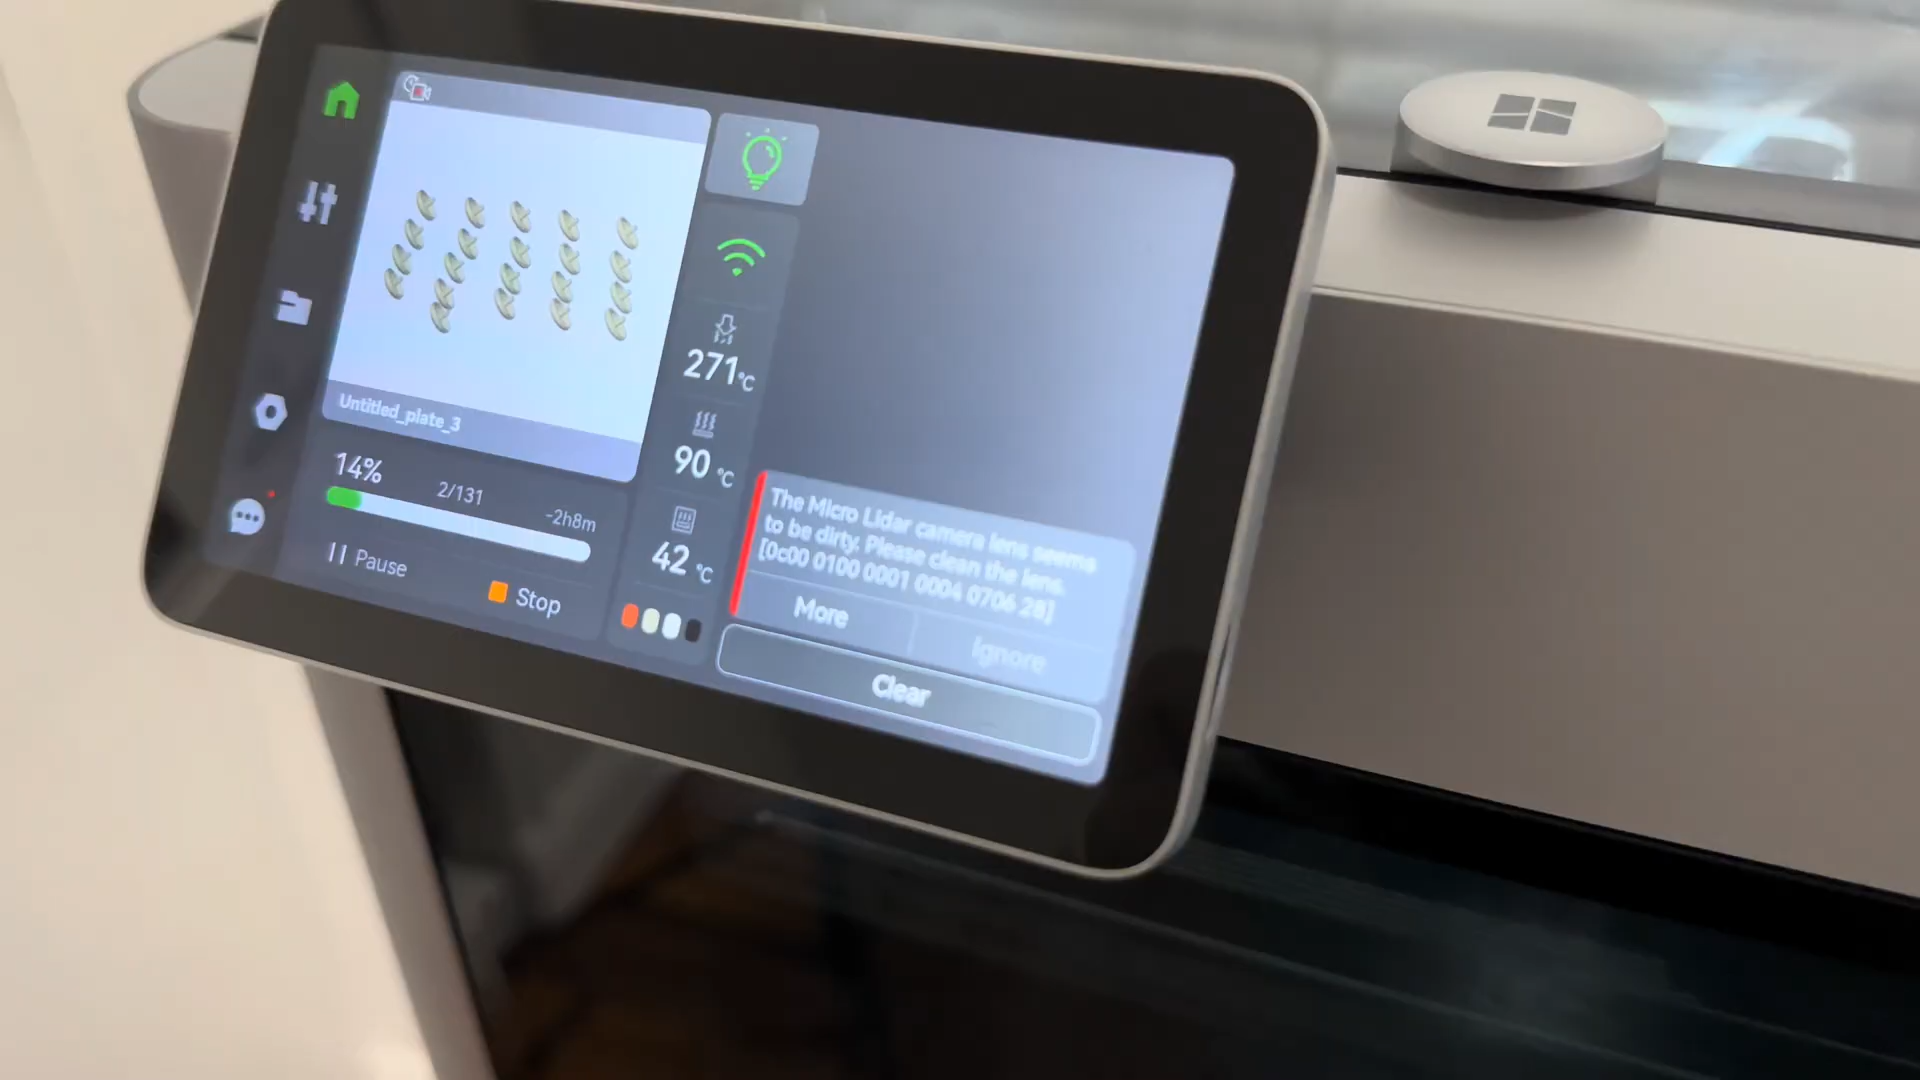 Untitled_plate_3
14%
2/131
-2h8m
Pause
Stop
271°C
90 °C
42 °C
The Micro Lidar camera lens seems
to be dirty. Please clean the lens.
[0c00 0100 0001 0004 0706 28]
More
Ignore
Clear